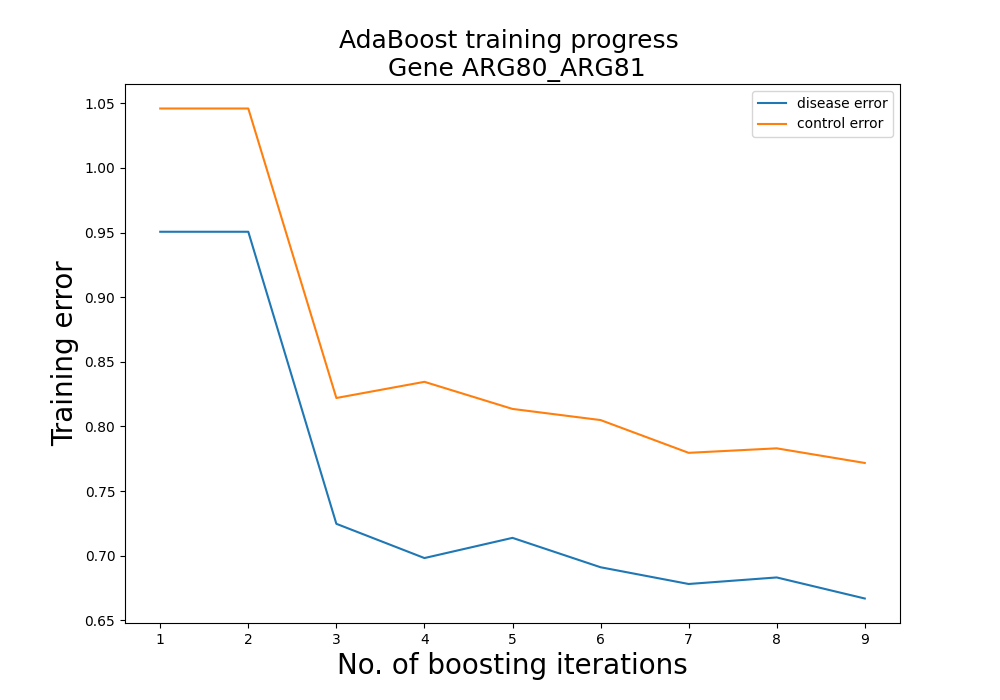 AdaBoost training progress
Gene ARG80_ARG81
disease error
control error
Training error
1.05
1.00
0.95
0.90
0.85
0.80
0.75
0.70
0.65
1 2 3 4 5 6 7 8 9
No. of boosting iterations